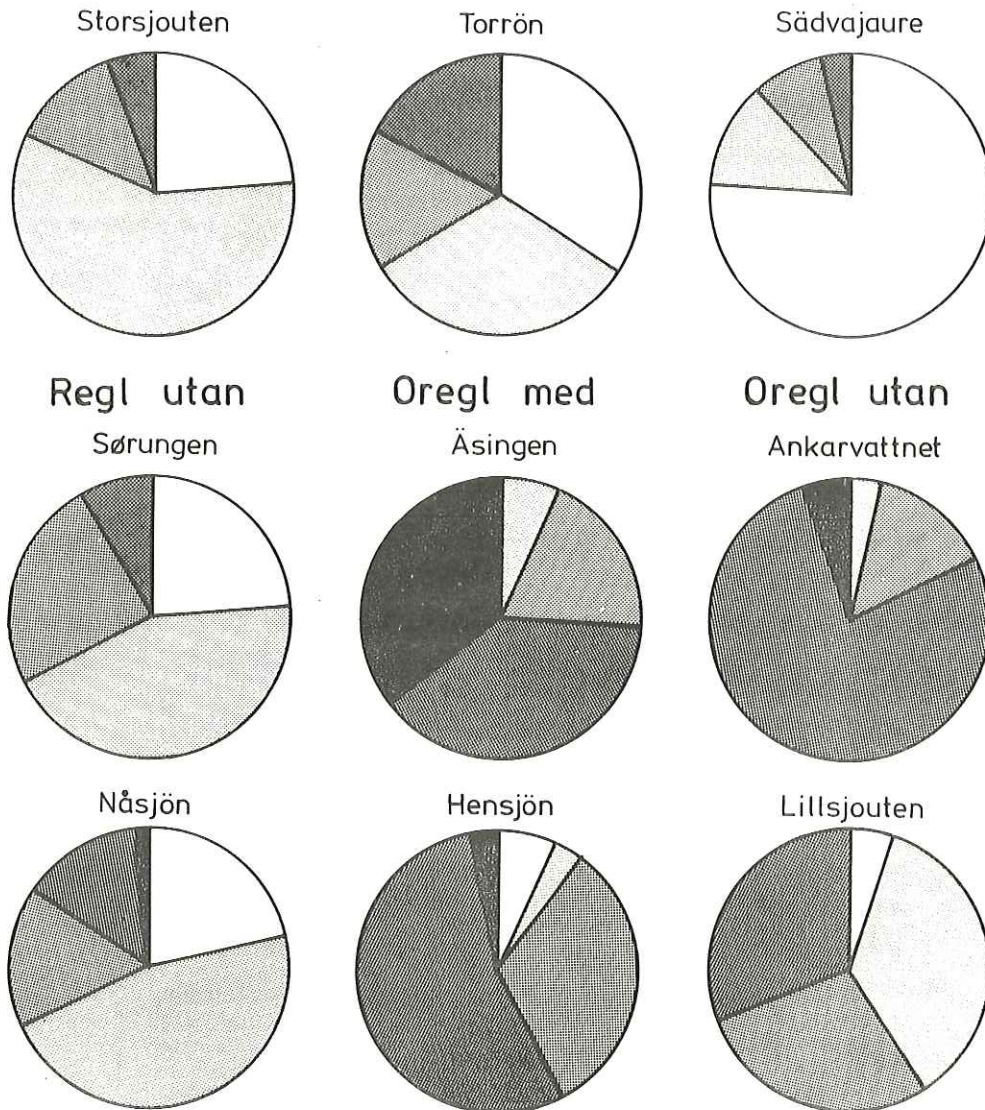 Storsjouten Torrön Sädvajaure
Regl utan Oregl med Oregl utan
Sørungen Äsingen Ankarvattnet
Nåsjön Hensjön Lillsjouten